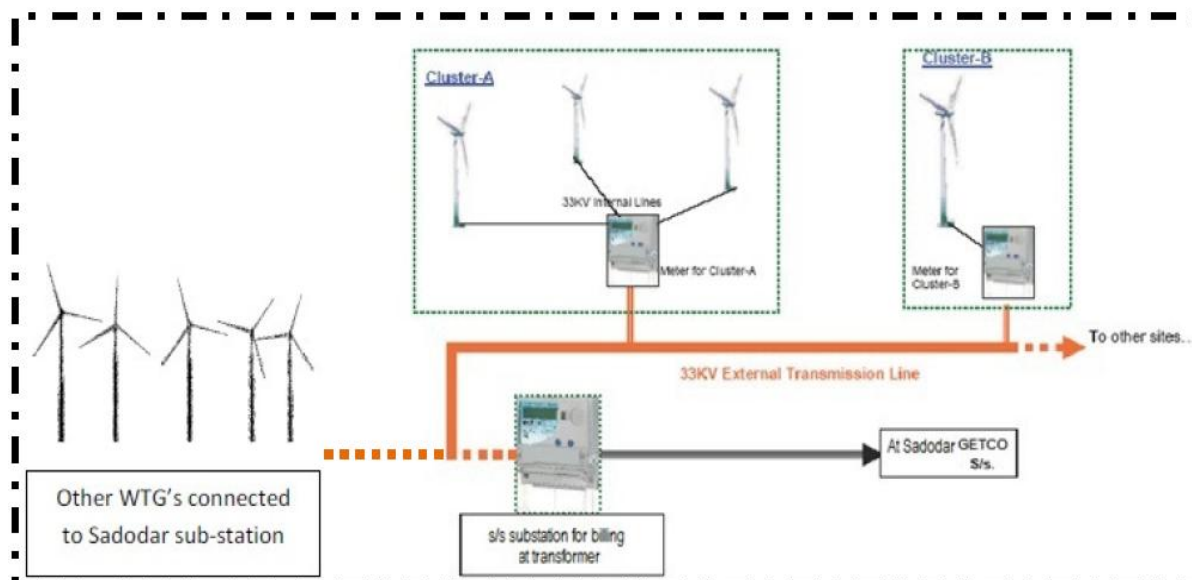 Cluster-A
Cluster-B
33KV Internal Lines
Meter for Cluster-A
Meter for
Cluster-B
To other sites...
33KV External Transmission Line
At Sadodar GETCO
S/s.
Other WTG's connected
to Sadodar sub-station
s/s substation for billing
at transformer